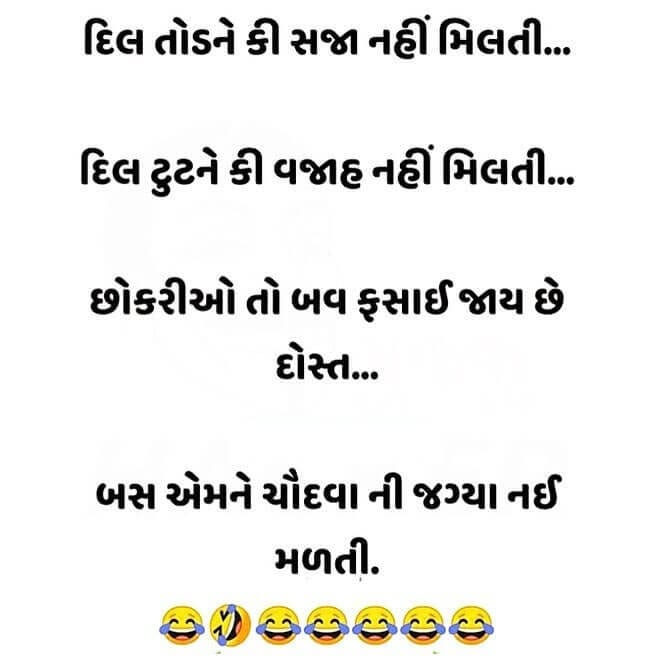 દિલ તોડને કી સજા નહીં મિલતી...
દિલ ટુટને કી વજાહ નહીં મિલતી...
છોકરીઓ તો બવ ફસાઈ જાય છે
દોસ્ત...
બસ એમને ચૌદવા ની જગ્યા નઈ
મળતી.
😂🤣😂😂😂😂😂